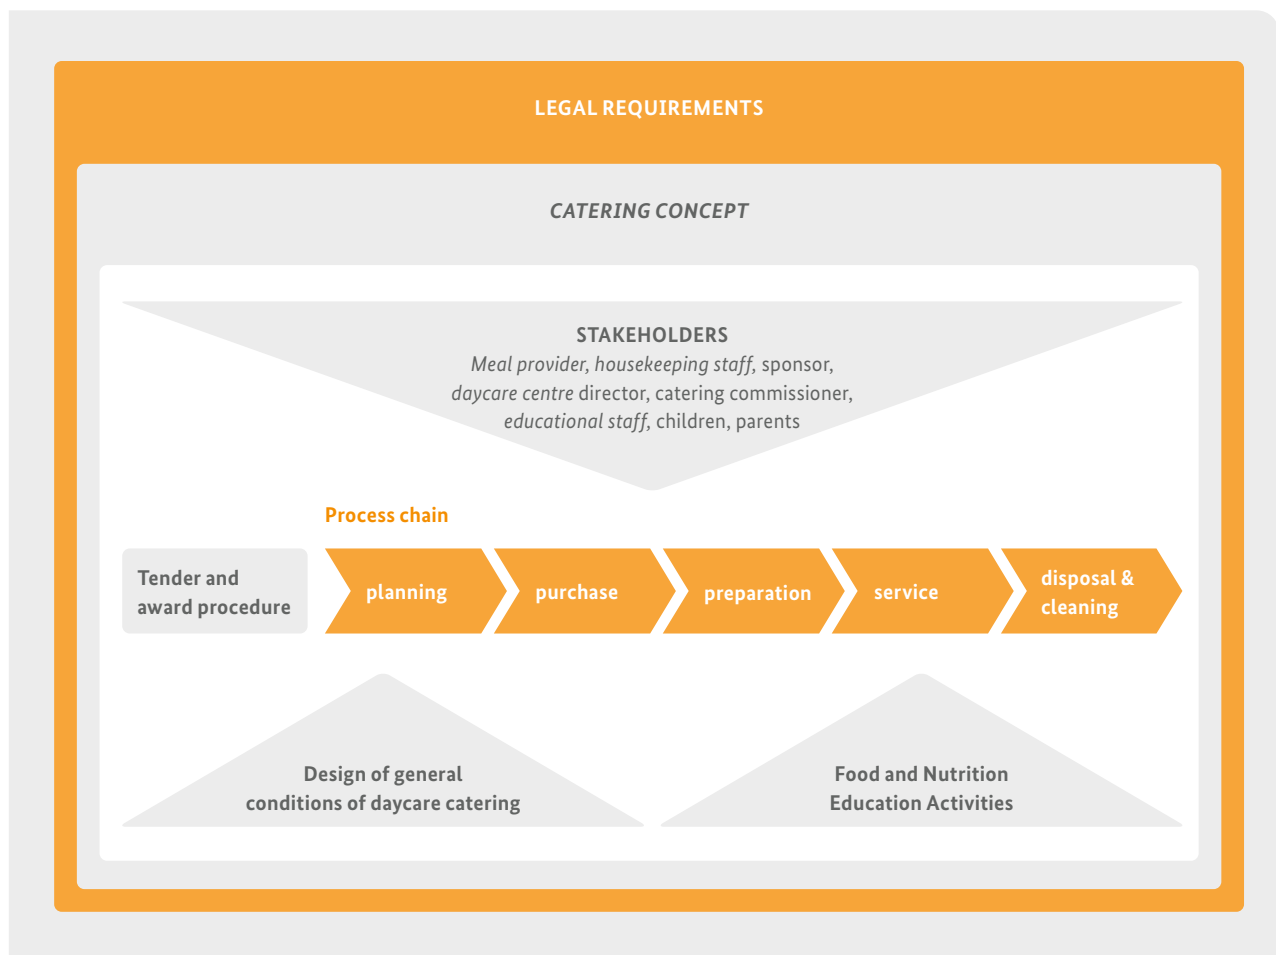 LEGAL REQUIREMENTS
CATERING CONCEPT
STAKEHOLDERS
Meal provider, housekeeping staff, sponsor,
daycare centre director, catering commissioner,
educational staff, children, parents
Process chain
Tender and
award procedure
planning
purchase
preparation
service
disposal &
cleaning
Design of general
conditions of daycare catering
Food and Nutrition
Education Activities